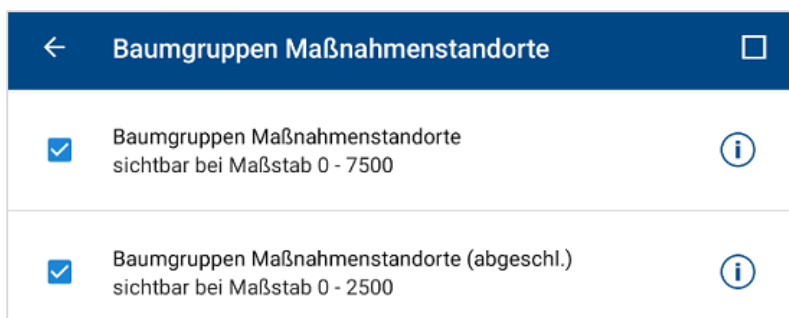 Baumgruppen Maßnahmenstandorte
Baumgruppen Maßnahmenstandorte
sichtbar bei Maßstab 0 - 7500
Baumgruppen Maßnahmenstandorte (abgeschl.)
sichtbar bei Maßstab 0 - 2500